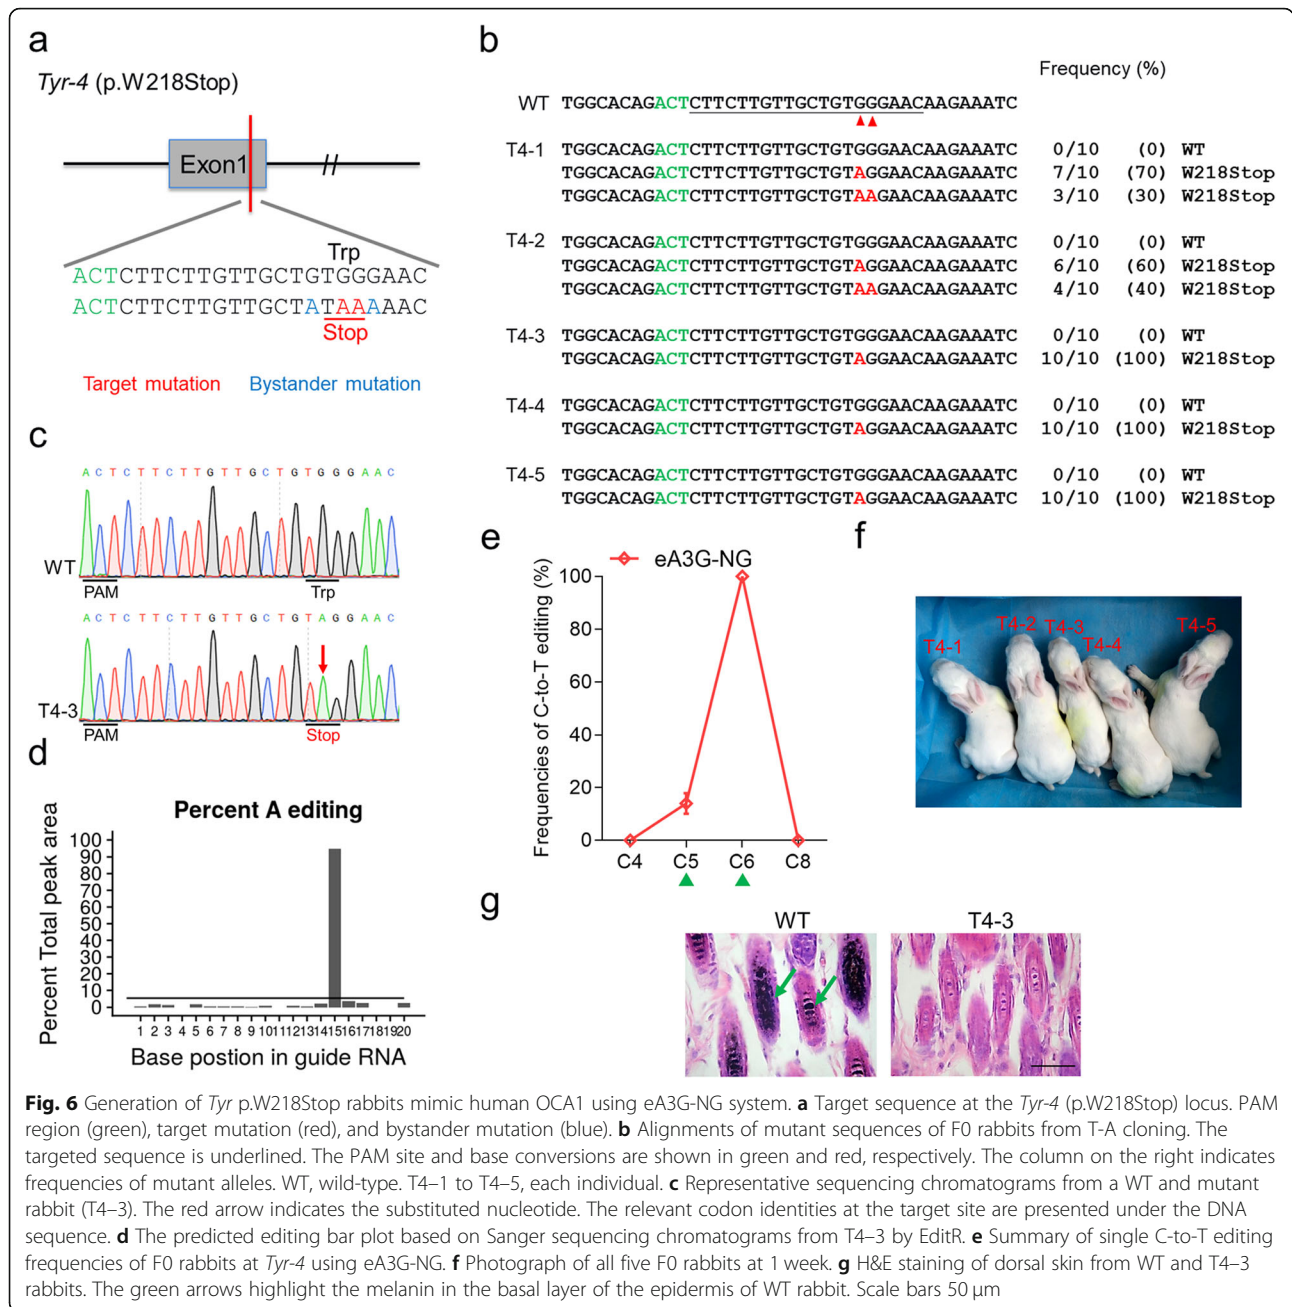 a
Tyr-4 (p.W218Stop)
Exon1
//
Trp
ACTCTTCTTGTTGCTGTGGGAAC
ACTCTTCTTGTTGCTATAAAAAC
Stop
Target mutation Bystander mutation
b
Frequency (%)
WT TGGCACAGACTCTTCTTGTTGCTGTGGGAACAAGAAATC
T4-1 TGGCACAGACTCTTCTTGTTGCTGTGGGAACAAGAAATC 0/10 (0) WT
TGGCACAGACTCTTCTTGTTGCTGTAGGAACAAGAAATC 7/10 (70) W218Stop
TGGCACAGACTCTTCTTGTTGCTGTAAGAACAAGAAATC 3/10 (30) W218Stop
T4-2 TGGCACAGACTCTTCTTGTTGCTGTGGGAACAAGAAATC 0/10 (0) WT
TGGCACAGACTCTTCTTGTTGCTGTAGGAACAAGAAATC 6/10 (60) W218Stop
TGGCACAGACTCTTCTTGTTGCTGTAAGAACAAGAAATC 4/10 (40) W218Stop
T4-3 TGGCACAGACTCTTCTTGTTGCTGTGGGAACAAGAAATC 0/10 (0) WT
TGGCACAGACTCTTCTTGTTGCTGTAGGAACAAGAAATC 10/10 (100) W218Stop
T4-4 TGGCACAGACTCTTCTTGTTGCTGTGGGAACAAGAAATC 0/10 (0) WT
TGGCACAGACTCTTCTTGTTGCTGTAGGAACAAGAAATC 10/10 (100) W218Stop
T4-5 TGGCACAGACTCTTCTTGTTGCTGTGGGAACAAGAAATC 0/10 (0) WT
TGGCACAGACTCTTCTTGTTGCTGTAGGAACAAGAAATC 10/10 (100) W218Stop
c
A C T C T T C T T G T T G C T G T G G G A A C
WT
PAM Trp
A C T C T T C T T G T T G C T G T A G G A A C
T4-3
PAM Stop
d
Percent A editing
Percent Total peak area
100
90
80
70
60
50
40
30
20
10
0
1 2 3 4 5 6 7 8 9 10 11 12 13 14 15 16 17 18 19 20
Base postion in guide RNA
e
eA3G-NG
Frequencies of C-to-T editing (%)
100
80
60
40
20
0
C4 C5 C6 C8
f
T4-1 T4-2 T4-3 T4-4 T4-5
g
WT T4-3
Fig. 6 Generation of Tyr p.W218Stop rabbits mimic human OCA1 using eA3G-NG system. a Target sequence at the Tyr-4 (p.W218Stop) locus. PAM
region (green), target mutation (red), and bystander mutation (blue). b Alignments of mutant sequences of F0 rabbits from T-A cloning. The
targeted sequence is underlined. The PAM site and base conversions are shown in green and red, respectively. The column on the right indicates
frequencies of mutant alleles. WT, wild-type. T4–1 to T4–5, each individual. c Representative sequencing chromatograms from a WT and mutant
rabbit (T4–3). The red arrow indicates the substituted nucleotide. The relevant codon identities at the target site are presented under the DNA
sequence. d The predicted editing bar plot based on Sanger sequencing chromatograms from T4–3 by EditR. e Summary of single C-to-T editing
frequencies of F0 rabbits at Tyr-4 using eA3G-NG. f Photograph of all five F0 rabbits at 1 week. g H&E staining of dorsal skin from WT and T4–3
rabbits. The green arrows highlight the melanin in the basal layer of the epidermis of WT rabbit. Scale bars 50 μm